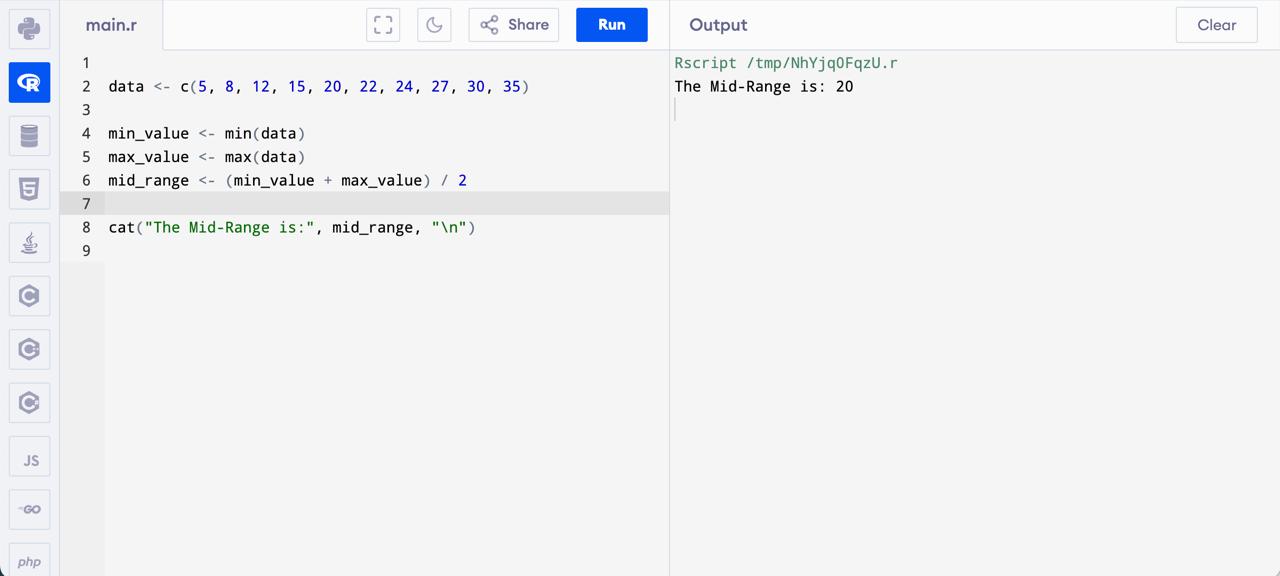 main.r
Share
Run
Output
Clear
1
2 data <- c(5, 8, 12, 15, 20, 22, 24, 27, 30, 35)
3
4 min_value <- min(data)
5 max_value <- max(data)
6 mid_range <- (min_value + max_value) / 2
7
8 cat("The Mid-Range is:", mid_range, "\n")
9
Rscript /tmp/NhYjqOFqzU.r
The Mid-Range is: 20
R
5
C
C
C
JS
GO
php